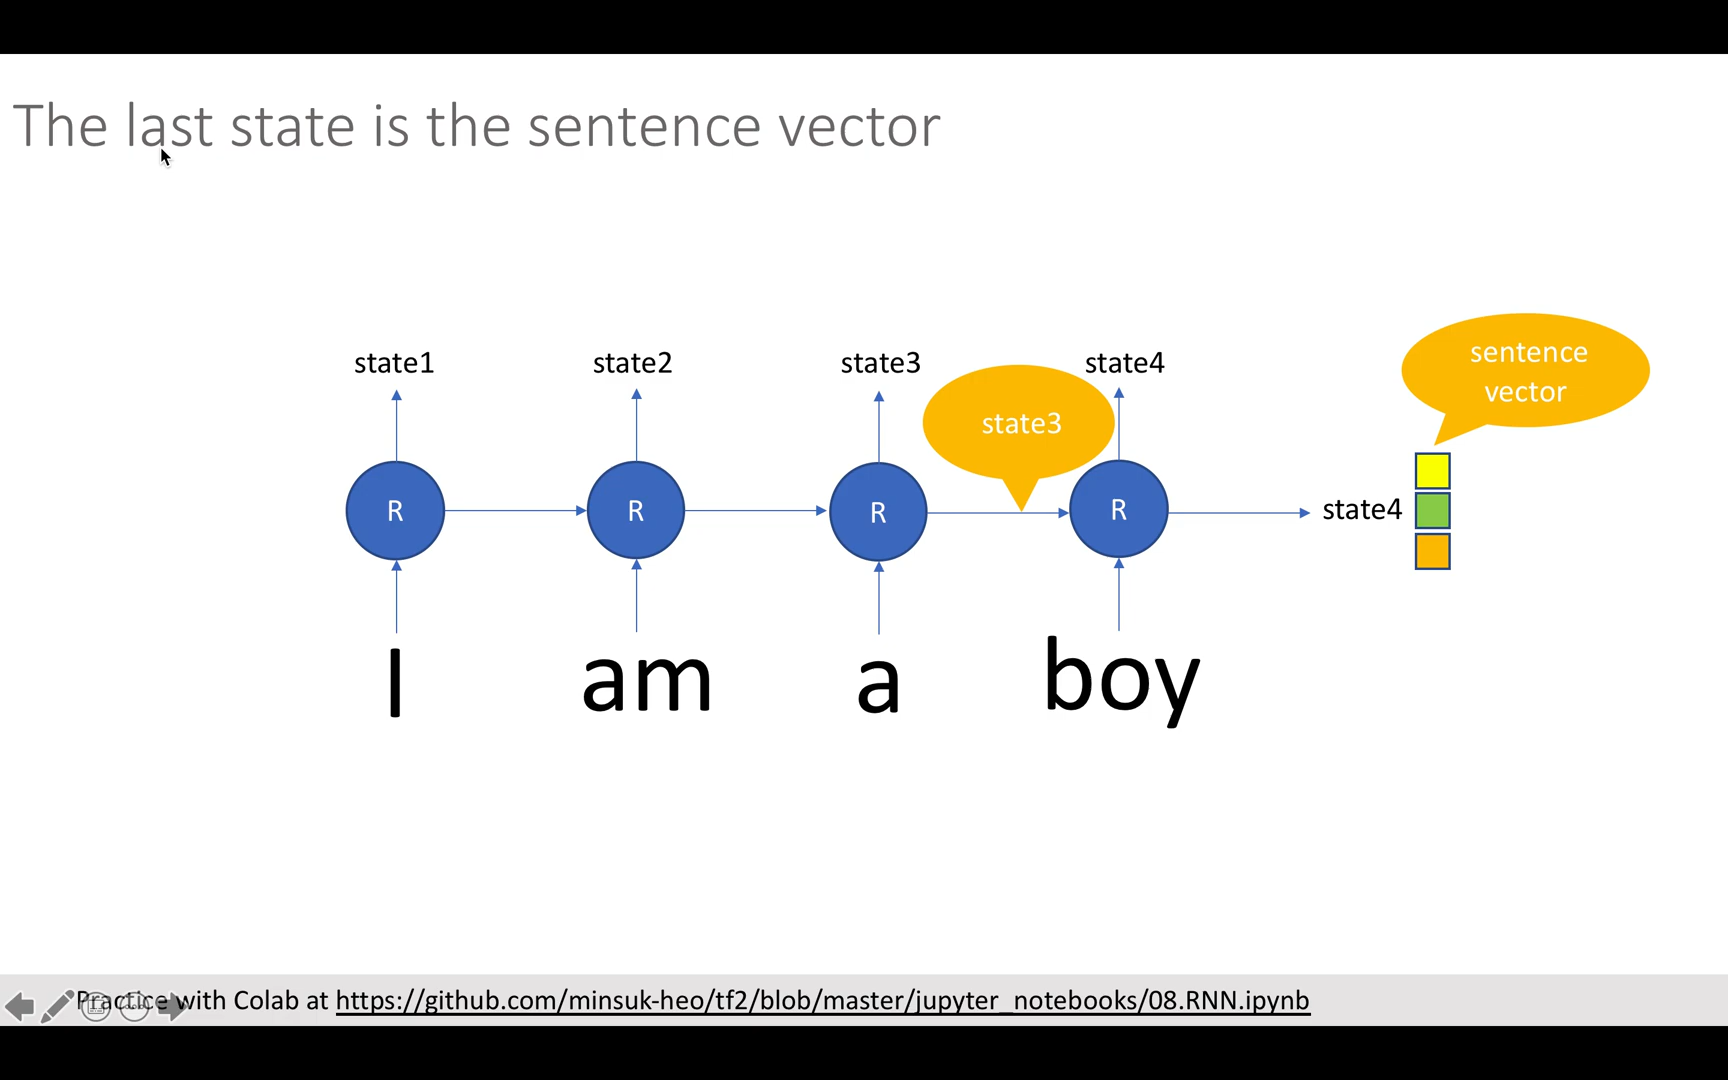 The last state is the sentence vector
state1
state2
state3
state4
sentence
vector
state3
R
R
R
R
state4
I
am
a
boy
Practice with Colab at https://github.com/minsuk-heo/tf2/blob/master/jupyter_notebooks/08.RNN.ipynb